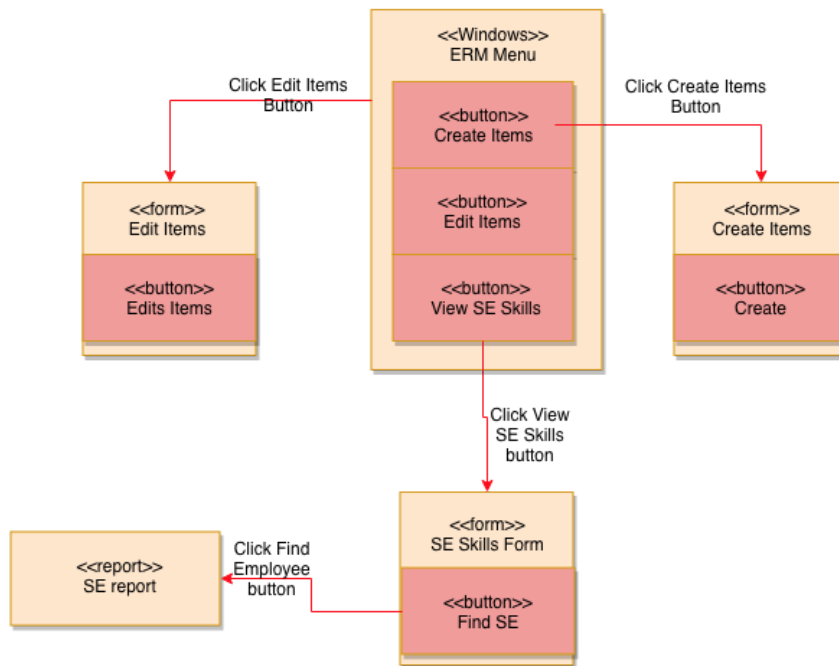 <<Windows>>
ERM Menu
Click Edit Items
Button
Click Create Items
Button
<<button>>
Create Items
<<form>>
Edit Items
<<button>>
Edit Items
<<form>>
Create Items
<<button>>
Edits Items
<<button>>
View SE Skills
<<button>>
Create
Click View
SE Skills
button
<<form>>
SE Skills Form
<<report>>
SE report
Click Find
Employee
button
<<button>>
Find SE